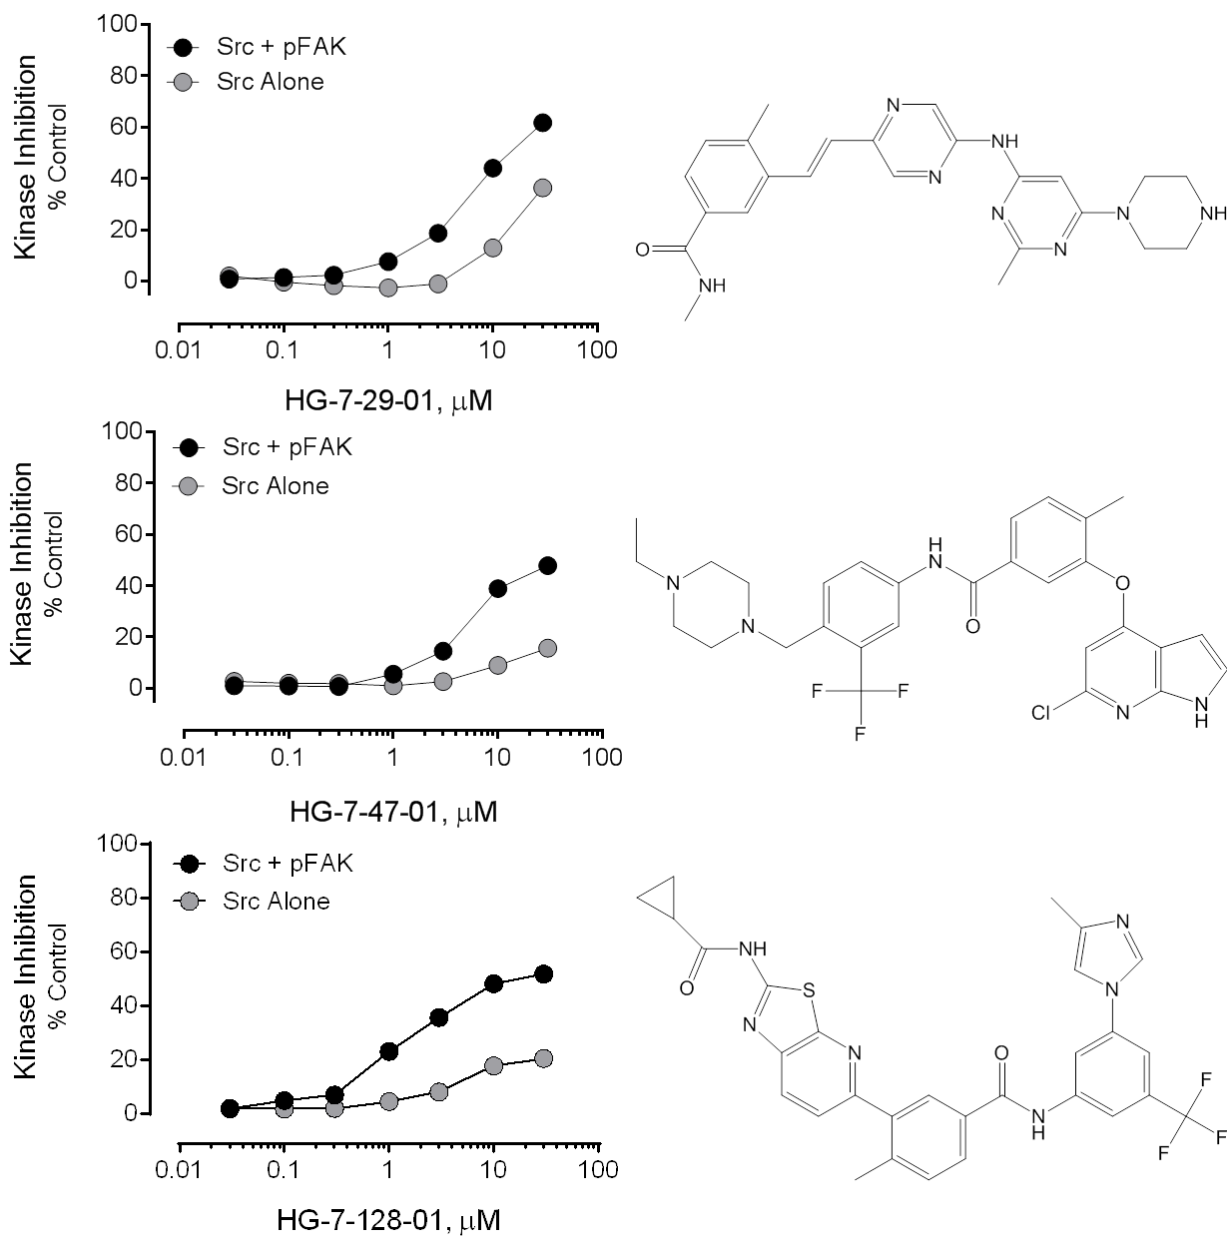 100
80
60
40
20
0
Kinase Inhibition
% Control
Src + pFAK
Src Alone
0.01 0.1 1 10 100
HG-7-29-01, μM
N
NH
N
N
N
N
NH
O
NH
100
80
60
40
20
0
Kinase Inhibition
% Control
Src + pFAK
Src Alone
0.01 0.1 1 10 100
HG-7-47-01, μM
N
N
H
N
O
O
F
F
F
Cl
N
N
H
100
80
60
40
20
0
Kinase Inhibition
% Control
Src + pFAK
Src Alone
0.01 0.1 1 10 100
HG-7-128-01, μM
O
NH
S
N
N
O
N
H
N
N
F
F
F